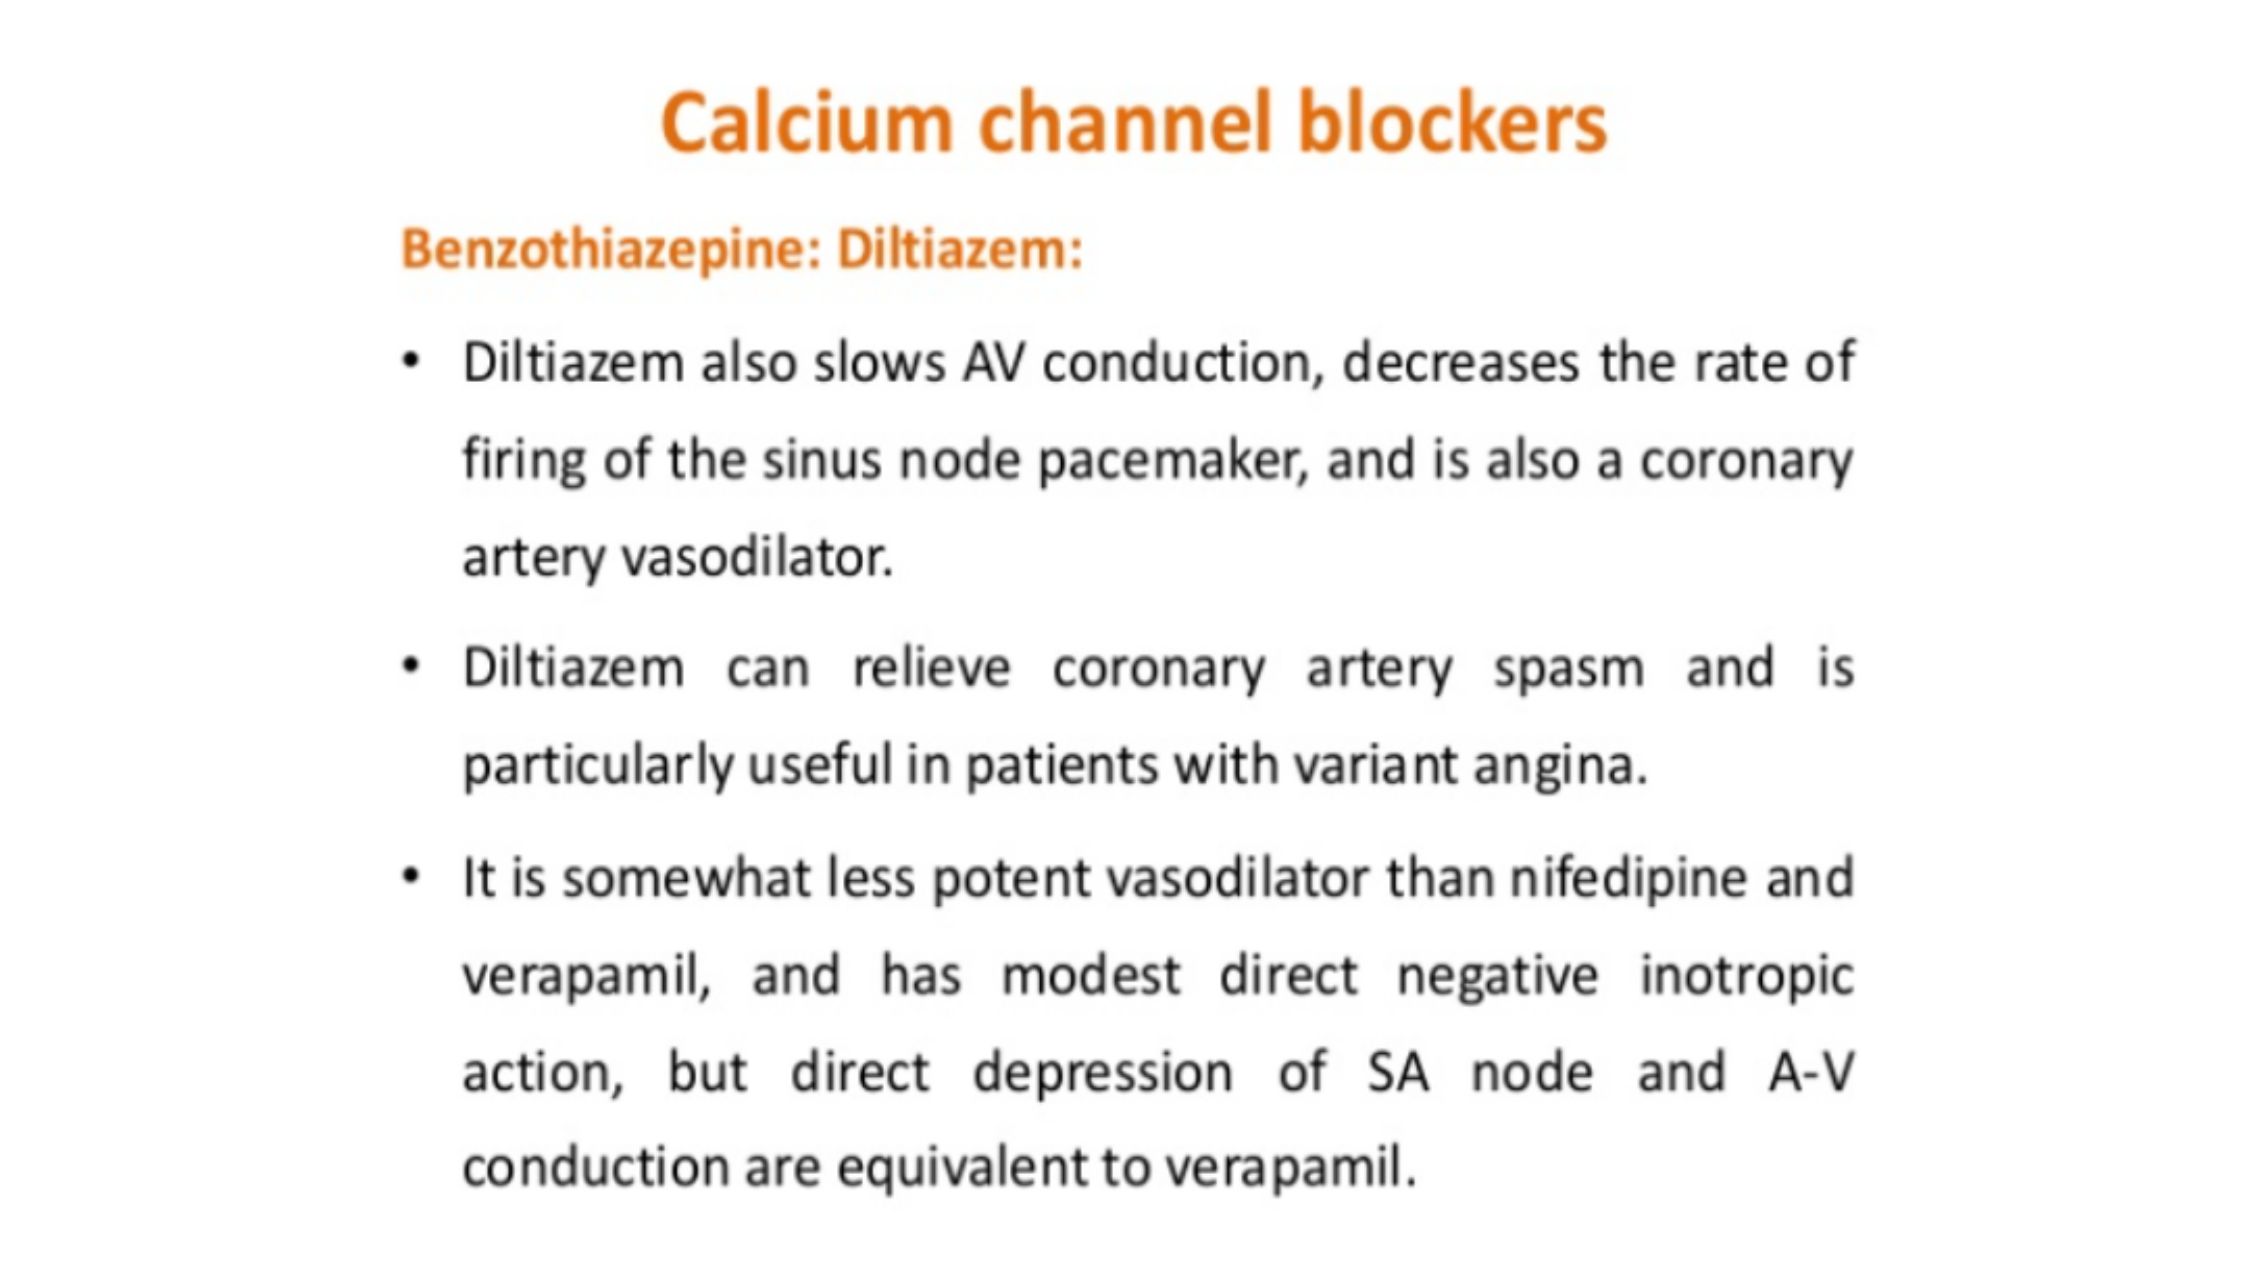 Calcium channel blockers
Benzothiazepine: Diltiazem:
• Diltiazem also slows AV conduction, decreases the rate of
firing of the sinus node pacemaker, and is also a coronary
artery vasodilator.
• Diltiazem can relieve coronary artery spasm and is
particularly useful in patients with variant angina.
• It is somewhat less potent vasodilator than nifedipine and
verapamil, and has modest direct negative inotropic
action, but direct depression of SA node and A-V
conduction are equivalent to verapamil.